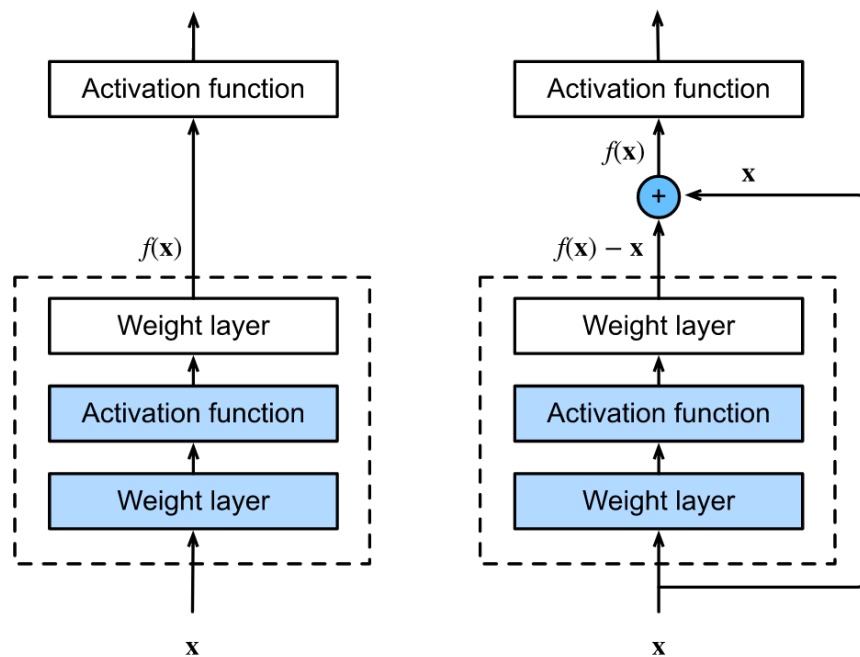 Activation function
f(x)
Weight layer
Activation function
Weight layer
x
Activation function
f(x)
x
+
f(x) − x
Weight layer
Activation function
Weight layer
x